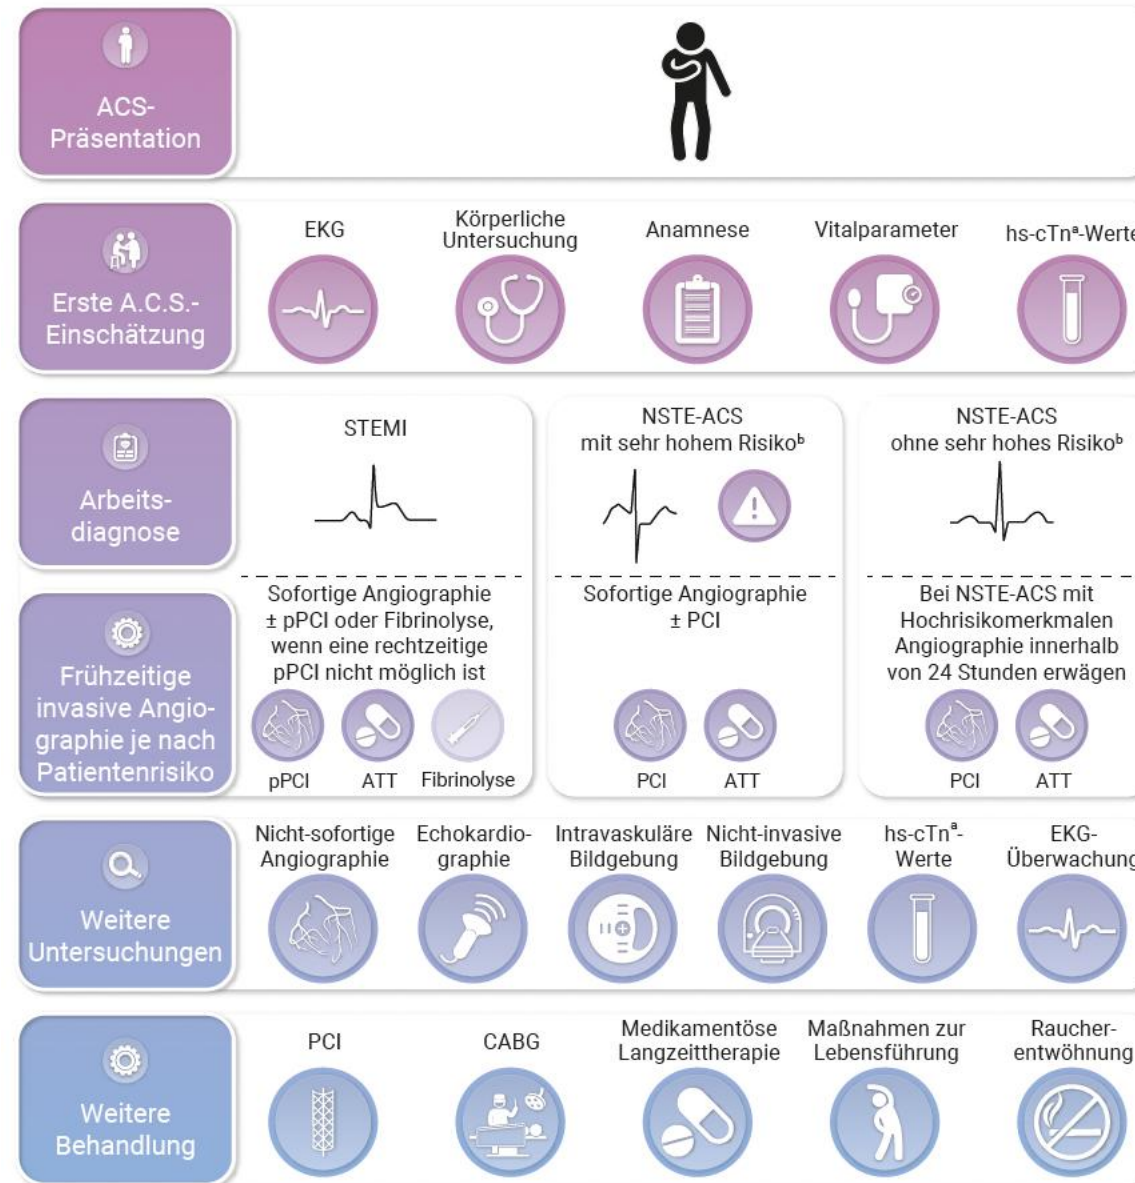 ACS-
Präsentation
Erste A.C.S.-
Einschätzung
EKG
Körperliche
Untersuchung
Anamnese
Vitalparameter
hs-cTnª-Werte
Arbeits-
diagnose
STEMI
NSTE-ACS
mit sehr hohem Risikoᵇ
NSTE-ACS
ohne sehr hohes Risikoᵇ
Frühzeitige
invasive Angio-
graphie je nach
Patientenrisiko
Sofortige Angiographie
± pPCI oder Fibrinolyse,
wenn eine rechtzeitige
pPCI nicht möglich ist
pPCI
ATT
Fibrinolyse
Sofortige Angiographie
± PCI
PCI
ATT
Bei NSTE-ACS mit
Hochrisikomerkmalen
Angiographie innerhalb
von 24 Stunden erwägen
PCI
ATT
Weitere
Untersuchungen
Nicht-sofortige
Angiographie
Echokardio-
graphie
Intravaskuläre
Bildgebung
Nicht-invasive
Bildgebung
hs-cTnª-
Werte
EKG-
Überwachung
Weitere
Behandlung
PCI
CABG
Medikamentöse
Langzeittherapie
Maßnahmen zur
Lebensführung
Raucher-
entwöhnung